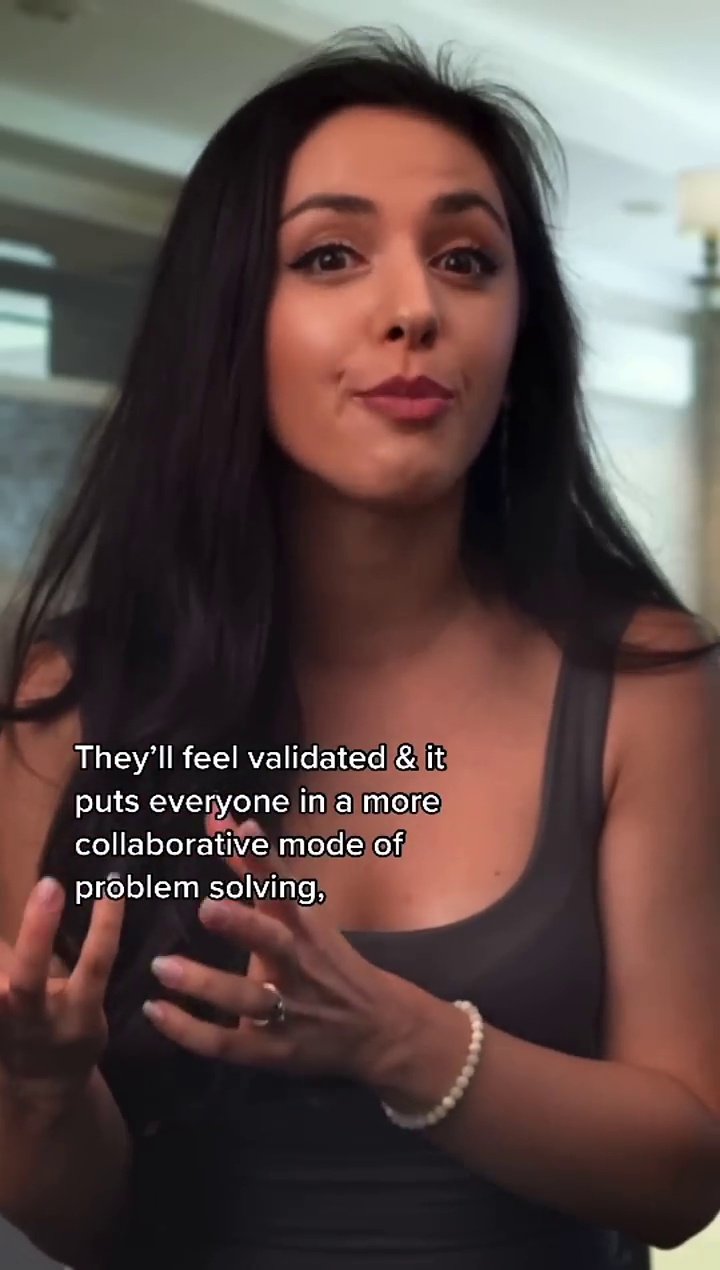 They’ll feel validated & it
puts everyone in a more
collaborative mode of
problem solving,